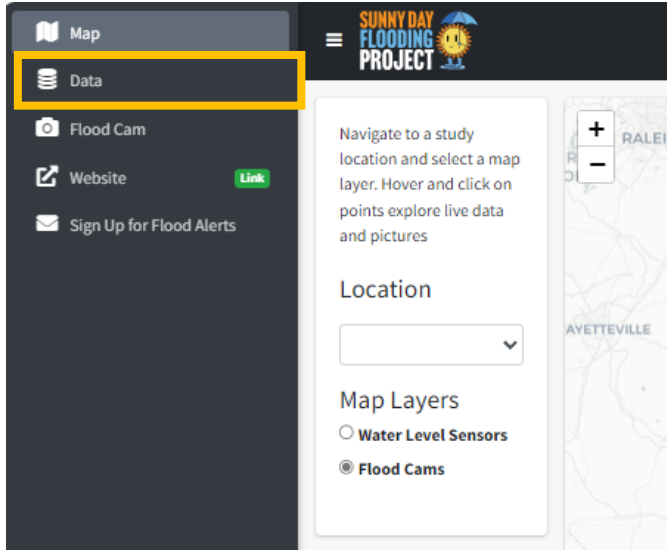 Map
Data
Flood Cam
Website
Link
Sign Up for Flood Alerts
SUNNY DAY
FLOODING
PROJECT
Navigate to a study
location and select a map
layer. Hover and click on
points explore live data
and pictures
Location
Map Layers
Water Level Sensors
Flood Cams
+
−
RALEI
AYETTEVILLE